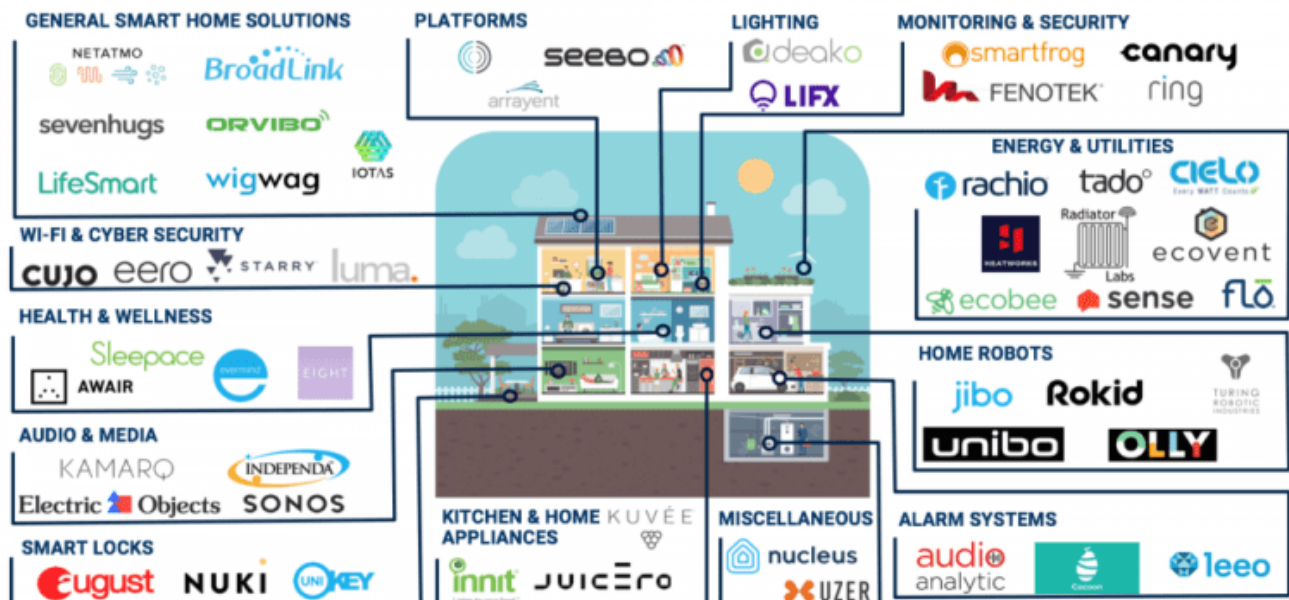 GENERAL SMART HOME SOLUTIONS
NETATMO
BroadLink
sevenhugs
ORVIBO
IOTAS
LifeSmart
wigwag
PLATFORMS
SEEBO
arrayent
LIGHTING
deako
LIFX
MONITORING & SECURITY
smartfrog
canary
FENOTEK
ring
ENERGY & UTILITIES
rachio
tado°
CIELO
Every WATT Counts
HEATWORKS
Radiator
Labs
ecovent
ecobee
sense
flō
WI-FI & CYBER SECURITY
CUJO
eero
STARRY
luma.
HEALTH & WELLNESS
Sleepace
AWAIR
evermind
EIGHT
HOME ROBOTS
jibo
Rokid
TURING
ROBOTIC
INDUSTRIES
unibo
OLLY
AUDIO & MEDIA
KAMARQ
INDEPENDA
Electric Objects
SONOS
SMART LOCKS
august
NUKI
UNIKEY
KITCHEN & HOME
APPLIANCES
KUVÉE
innit
JUICERO
MISCELLANEOUS
nucleus
UZER
ALARM SYSTEMS
audio
analytic
Cocoon
leeo